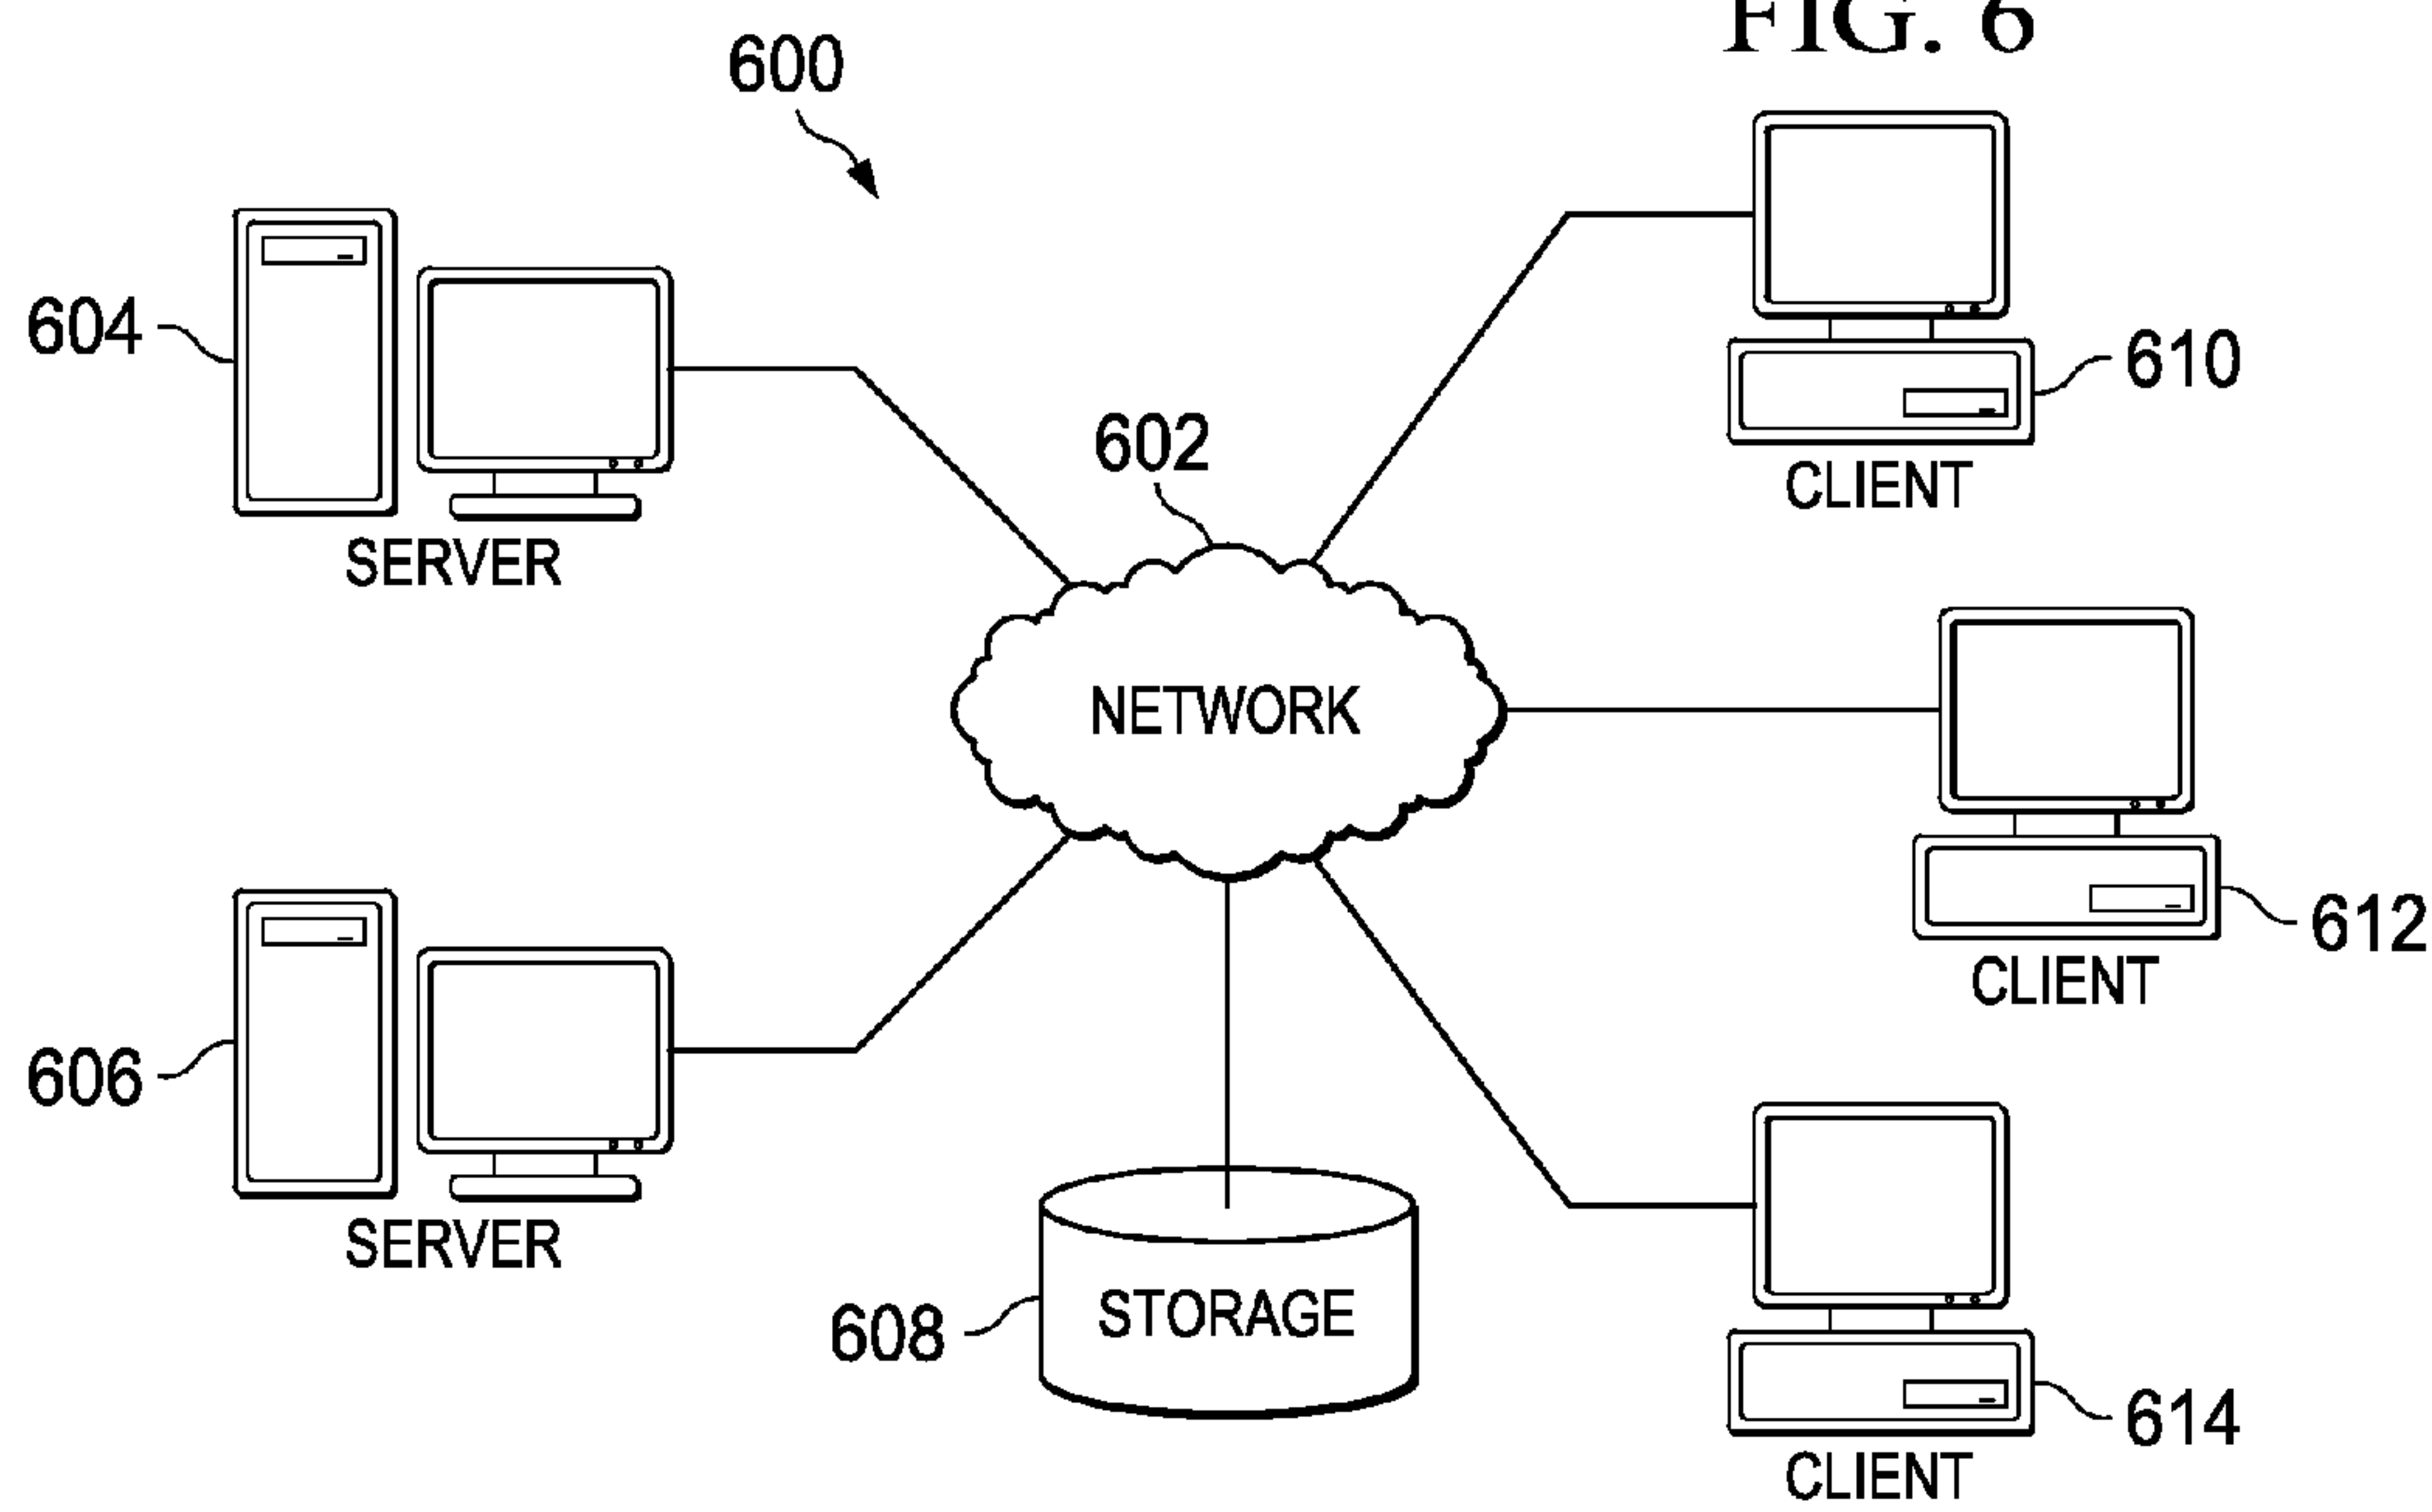 FIG. 6
600
604
SERVER
610
CLIENT
602
NETWORK
612
CLIENT
606
SERVER
608
STORAGE
614
CLIENT